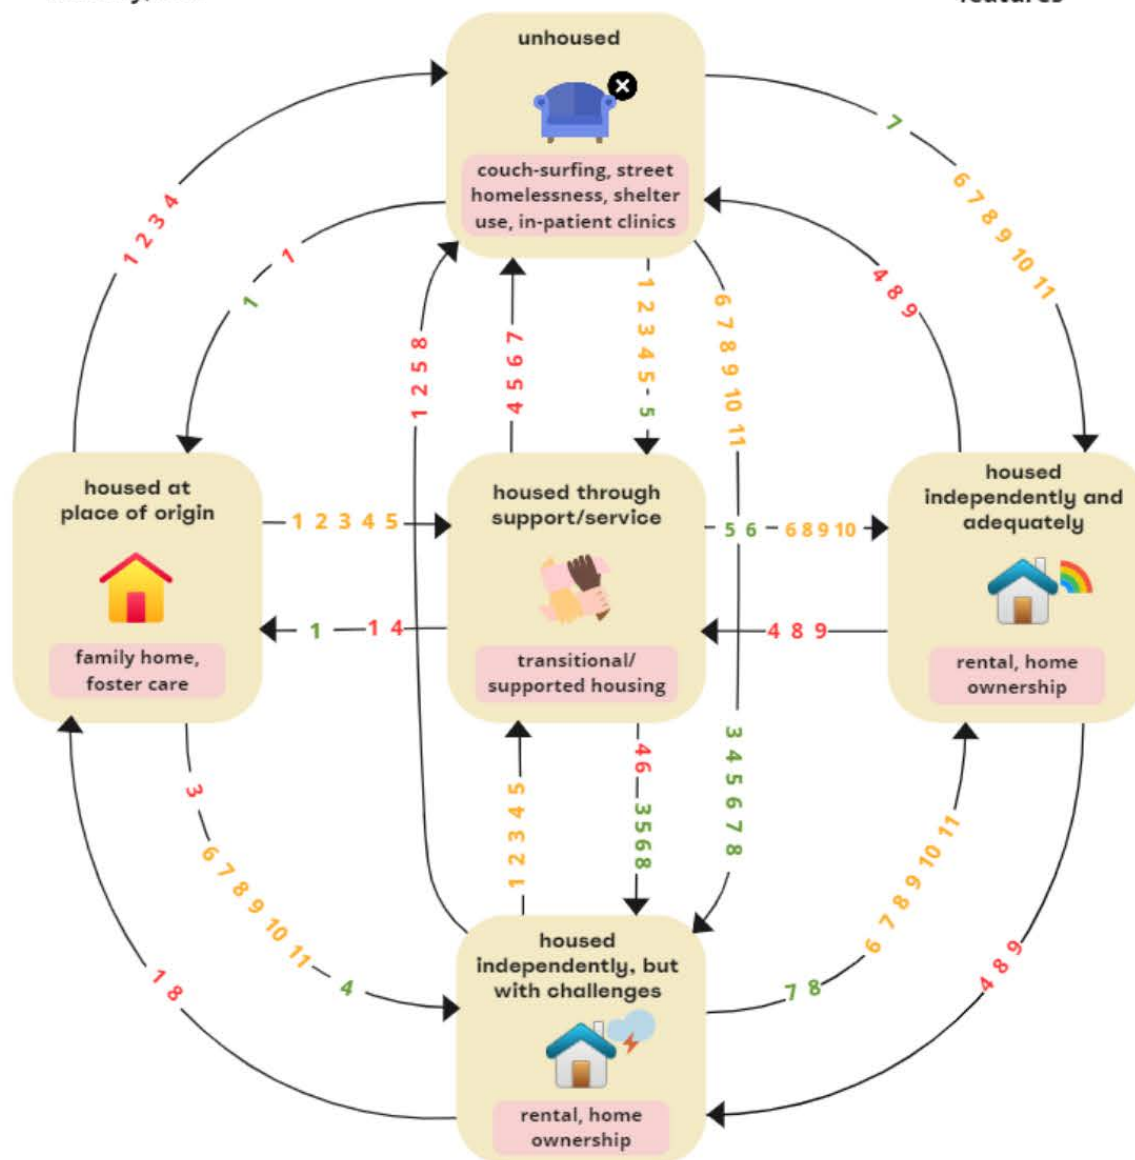 features
unhoused
couch-surfing, street
homelessness, shelter
use, in-patient clinics
1 2 3 4
1
1
7
6 7 8 9 10 11
4 8 9
1 2 5 8
4 5 6 7
1 2 3 4 5
5
6 7 8 9 10 11
housed at
place of origin
family home,
foster care
1 2 3 4 5
1
1 4
housed through
support/service
transitional/
supported housing
5 6
6 8 9 10
4 8 9
housed
independently and
adequately
rental, home
ownership
3
6 7 8 9 10 11
4
1 8
1 2 3 4 5
4 6
3 5 6 8
3 4 5 6 7 8
7 8
6 7 8 9 10 11
4 8 9
housed
independently, but
with challenges
rental, home
ownership